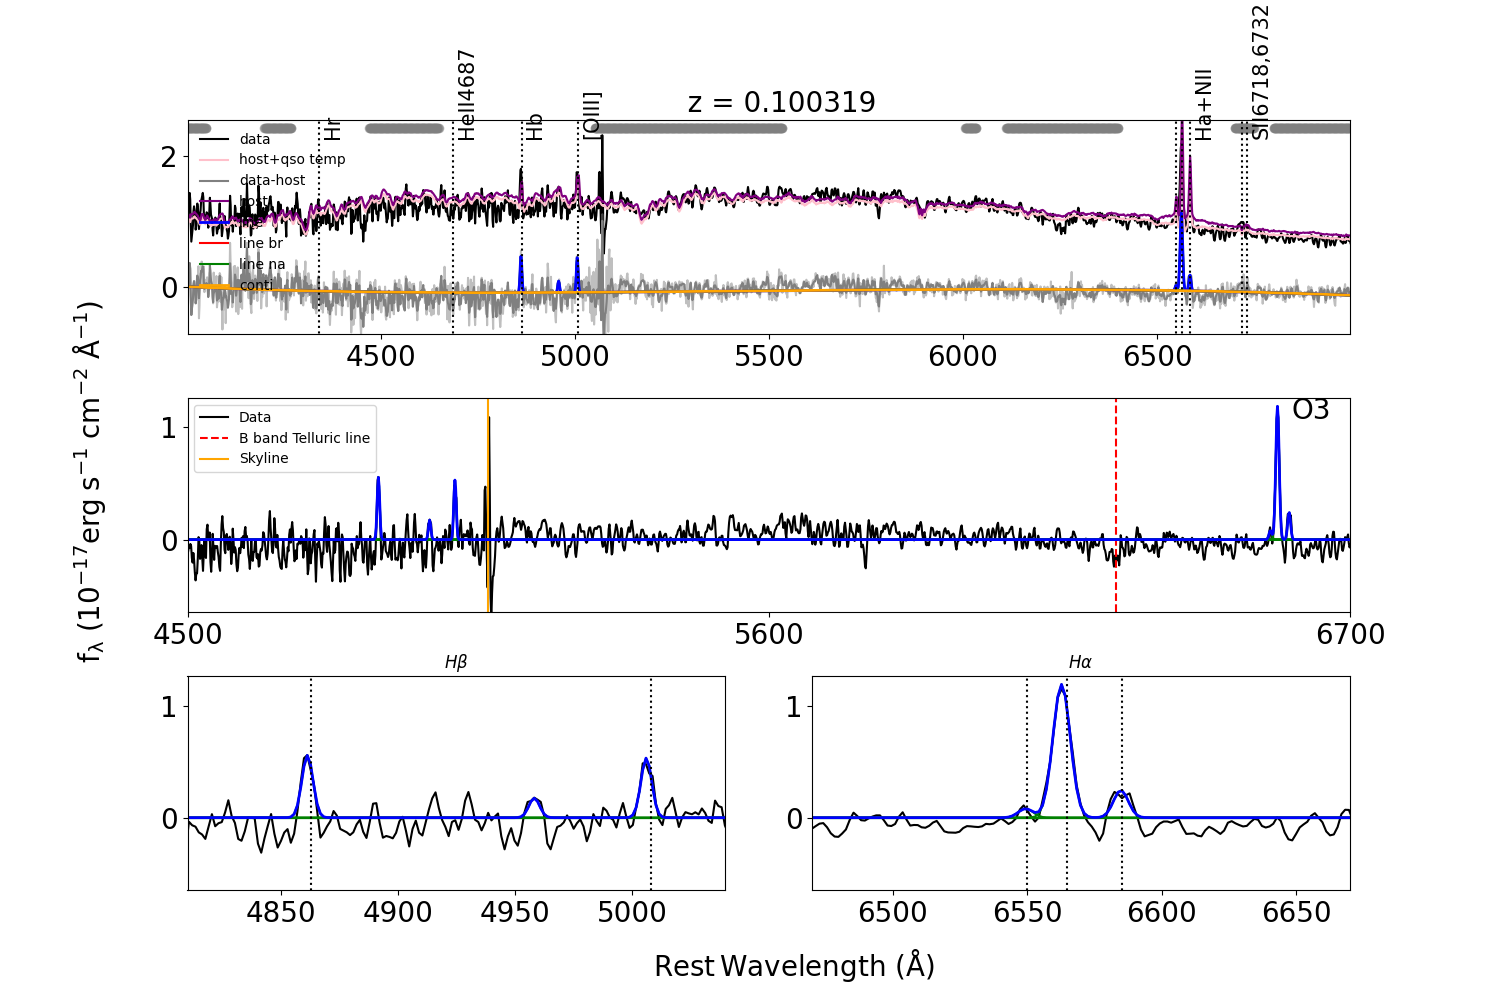 z = 0.100319
Hr
HeII4687
Hb
[OIII]
Ha+NII
SII6718,6732
data
host+qso temp
data-host
line br
line na
conti
2
0
4500 5000 5500 6000 6500
Data
B band Telluric line
Skyline
O3
1
0
4500 5600 6700
fλ (10⁻¹⁷erg s⁻¹ cm⁻² Å⁻¹)
Hβ
1
0
4850 4900 4950 5000
Hα
1
0
6500 6550 6600 6650
Rest Wavelength (Å)